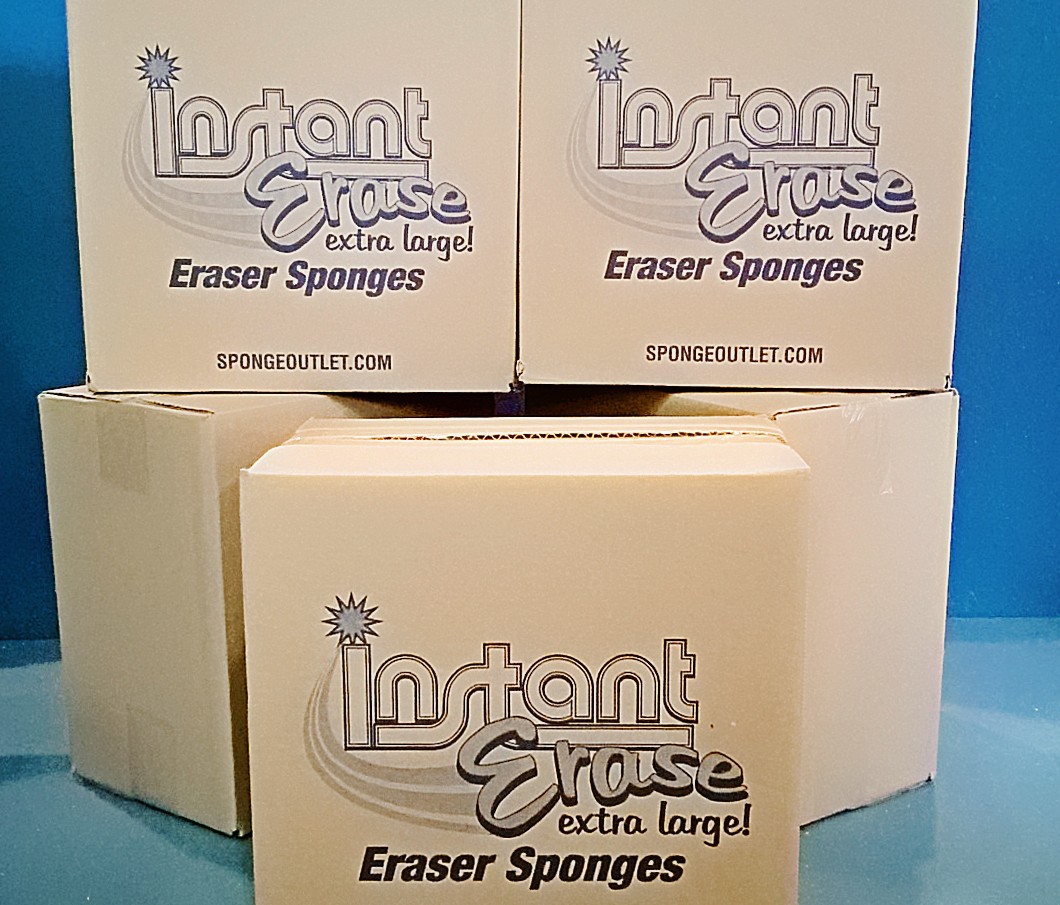 Instant
Erase
extra large!
Eraser Sponges
SPONGEOUTLET.COM
Instant
Erase
extra large!
Eraser Sponges
SPONGEOUTLET.COM
Instant
Erase
extra large!
Eraser Sponges